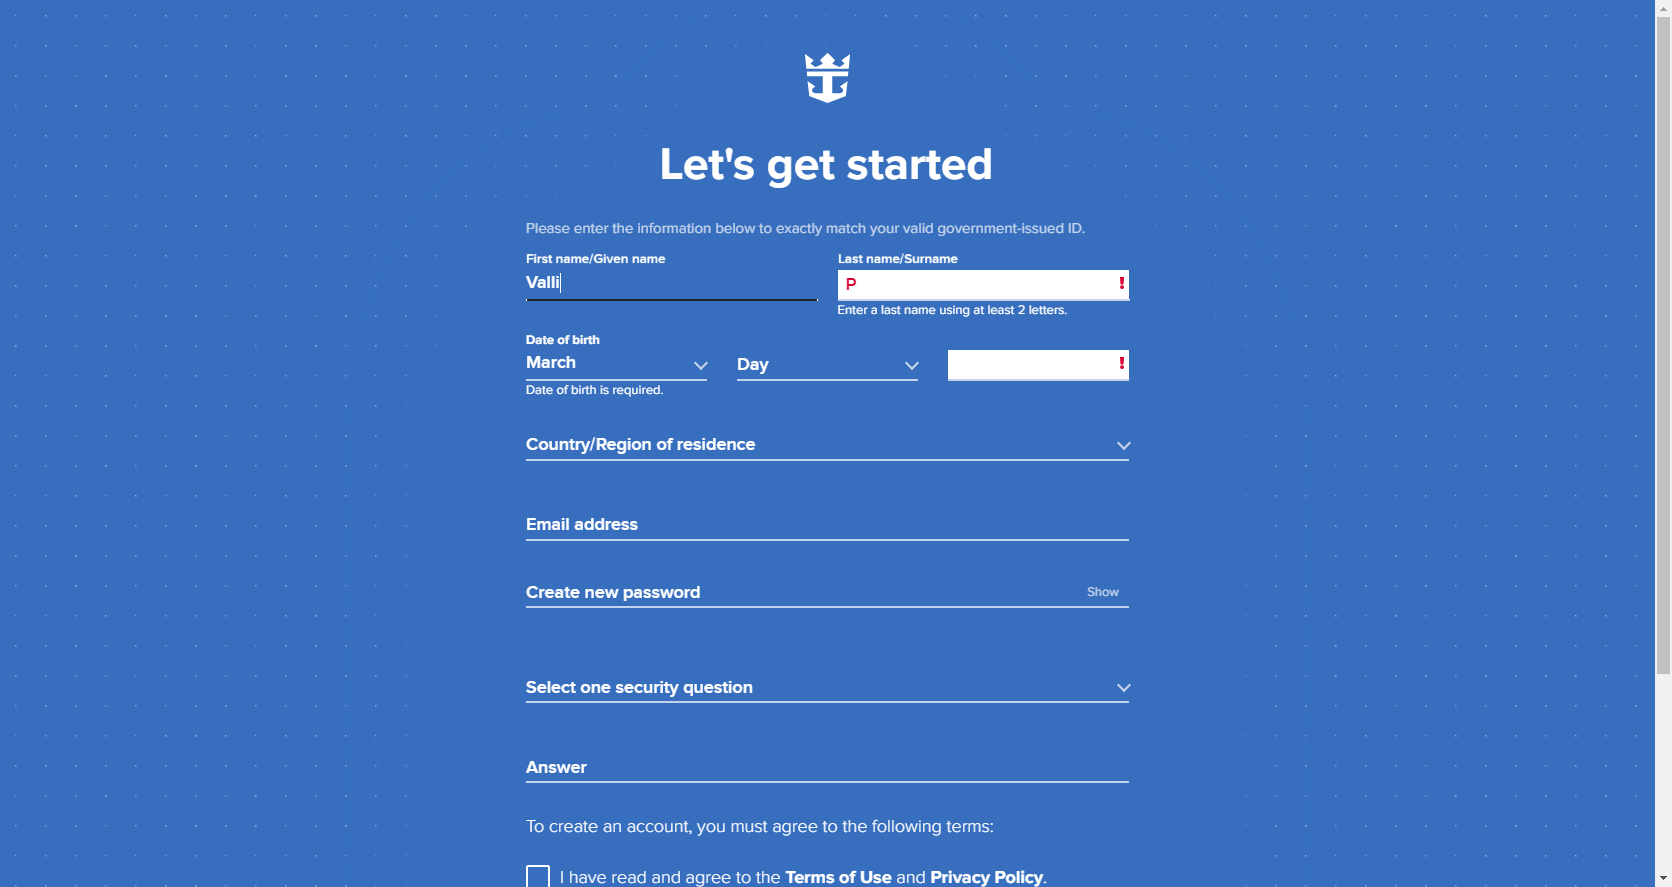 Let's get started
Please enter the information below to exactly match your valid government-issued ID.
First name/Given name
Last name/Surname
Valli
P
!
Enter a last name using at least 2 letters.
Date of birth
March
Day
!
Date of birth is required.
Country/Region of residence
Email address
Create new password
Show
Select one security question
Answer
To create an account, you must agree to the following terms:
I have read and agree to the Terms of Use and Privacy Policy.